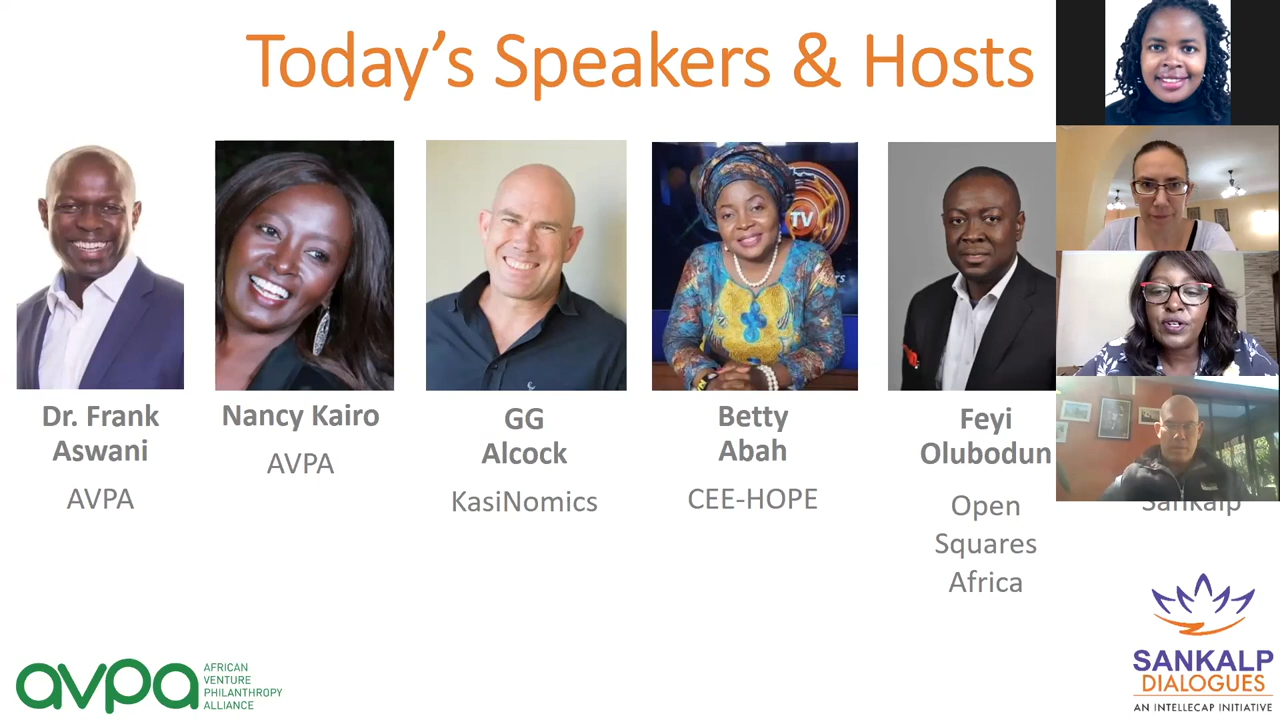 Today's Speakers & Hosts
TV
Dr. Frank
Aswani
AVPA
Nancy Kairo
AVPA
GG
Alcock
KasiNomics
Betty
Abah
CEE-HOPE
Feyi
Olubodun
Open
Squares
Africa
Sankalp
avpa
AFRICAN
VENTURE
PHILANTHROPY
ALLIANCE
SANKALP
DIALOGUES
AN INTELLECAP INITIATIVE